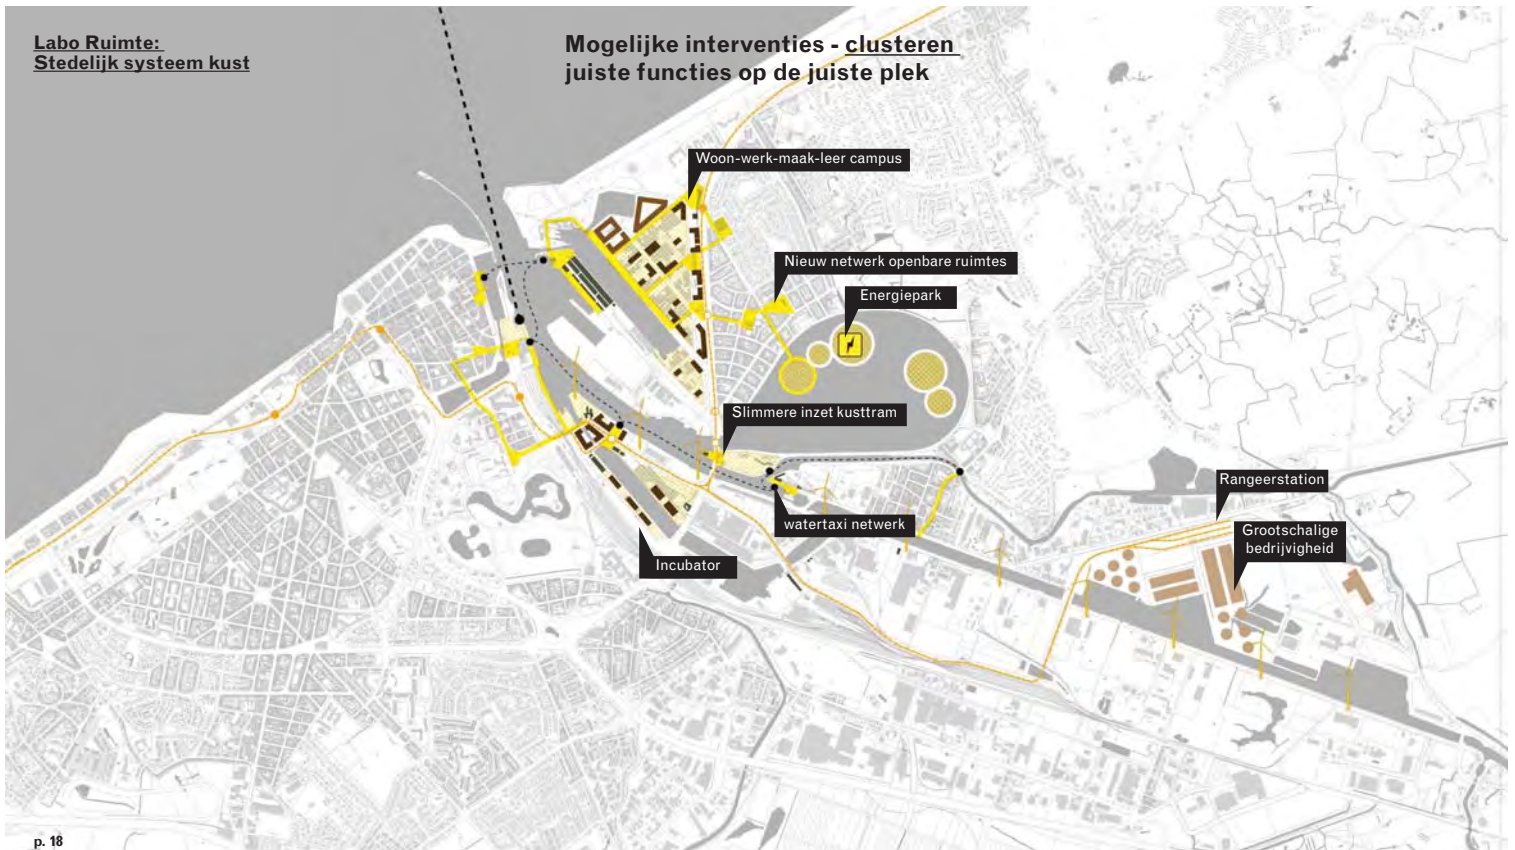 Labo Ruimte:
Stedelijk systeem kust
Mogelijke interventies - clusteren
juiste functies op de juiste plek
Woon-werk-maak-leer campus
Nieuw netwerk openbare ruimtes
Energiepark
Slimmere inzet kusttram
Rangeerstation
watertaxi netwerk
Grootschalige
bedrijvigheid
Incubator
p. 18